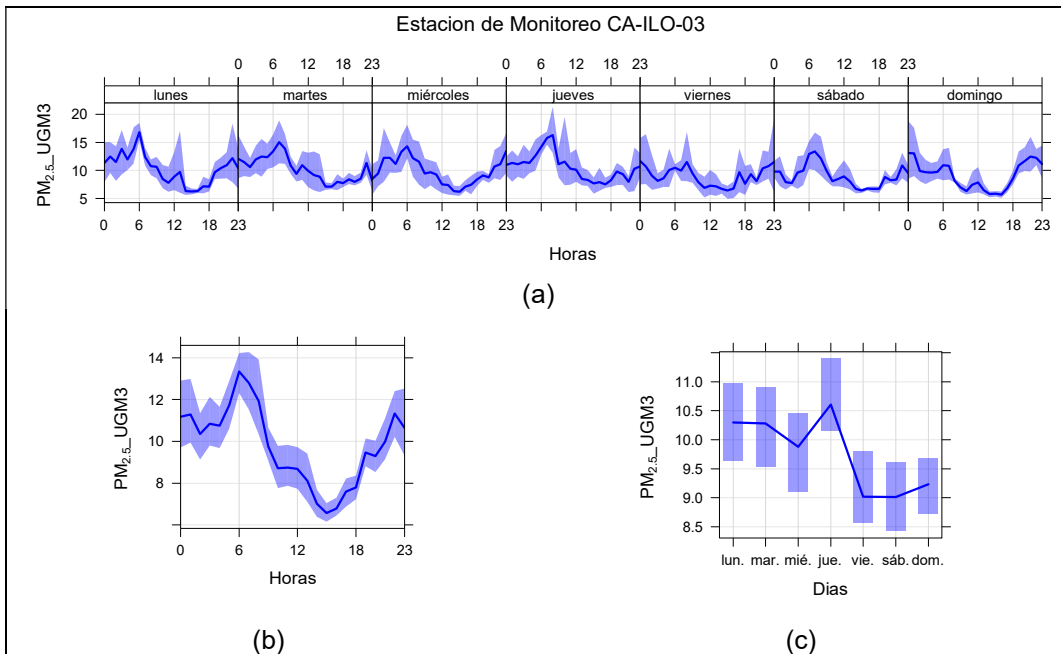 Estacion de Monitoreo CA-ILO-03
0 6 12 18 23 0 6 12 18 23 0 6 12 18 23
lunes martes miércoles jueves viernes sábado domingo
PM2.5_UGM3
20
15
10
5
0 6 12 18 23 0 6 12 18 23 0 6 12 18 23 0 6 12 18 23
Horas
(a)
PM2.5_UGM3
14
12
10
8
0 6 12 18 23
Horas
(b)
PM2.5_UGM3
11.0
10.5
10.0
9.5
9.0
8.5
lun. mar. mié. jue. vie. sáb. dom.
Dias
(c)